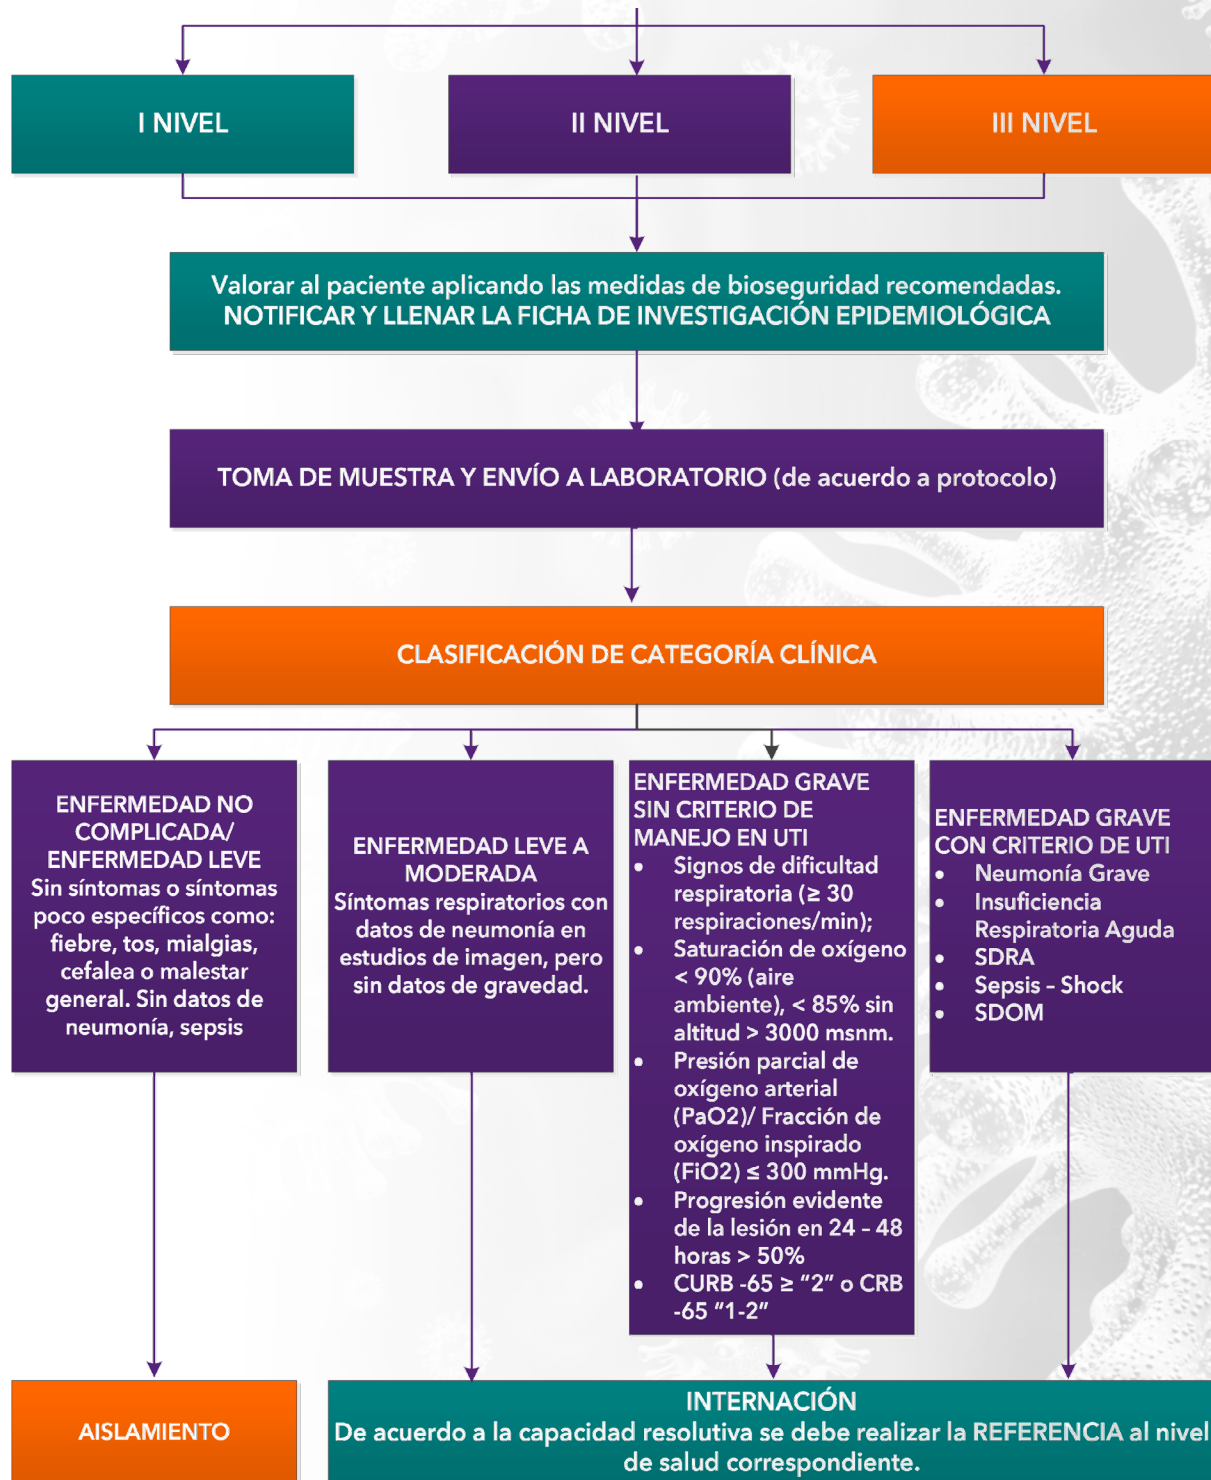 I NIVEL
II NIVEL
III NIVEL
Valorar al paciente aplicando las medidas de bioseguridad recomendadas.
NOTIFICAR Y LLENAR LA FICHA DE INVESTIGACIÓN EPIDEMIOLÓGICA
TOMA DE MUESTRA Y ENVÍO A LABORATORIO (de acuerdo a protocolo)
CLASIFICACIÓN DE CATEGORÍA CLÍNICA
ENFERMEDAD NO
COMPLICADA/
ENFERMEDAD LEVE
Sin síntomas o síntomas
poco específicos como:
fiebre, tos, mialgias,
cefalea o malestar
general. Sin datos de
neumonía, sepsis
ENFERMEDAD LEVE A
MODERADA
Síntomas respiratorios con
datos de neumonía en
estudios de imagen, pero
sin datos de gravedad.
ENFERMEDAD GRAVE
SIN CRITERIO DE
MANEJO EN UTI
• Signos de dificultad
respiratoria (≥ 30
respiraciones/min);
• Saturación de oxígeno
< 90% (aire
ambiente), < 85% sin
altitud > 3000 msnm.
• Presión parcial de
oxígeno arterial
(PaO2)/ Fracción de
oxígeno inspirado
(FiO2) ≤ 300 mmHg.
• Progresión evidente
de la lesión en 24 – 48
horas > 50%
• CURB -65 ≥ “2” o CRB
-65 “1-2”
ENFERMEDAD GRAVE
CON CRITERIO DE UTI
• Neumonía Grave
• Insuficiencia
Respiratoria Aguda
• SDRA
• Sepsis – Shock
• SDOM
AISLAMIENTO
INTERNACIÓN
De acuerdo a la capacidad resolutiva se debe realizar la REFERENCIA al nivel
de salud correspondiente.